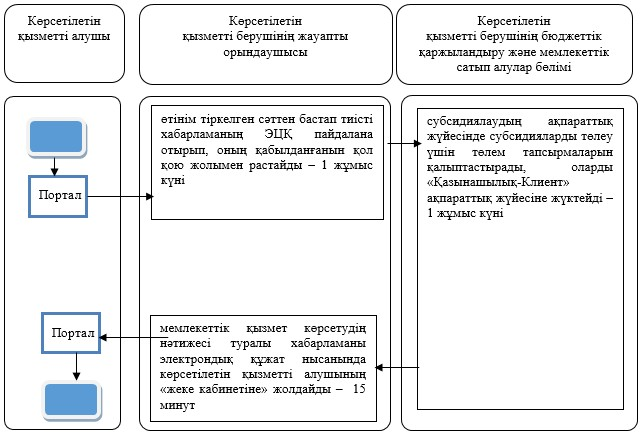 Көрсетілетін
қызметті алушы
Көрсетілетін
қызметті берушінің жауапты
орындаушысы
Көрсетілетін
қызметті берушінің бюджеттік
қаржыландыру және мемлекеттік
сатып алулар бөлімі
Портал
өтінім тіркелген сәттен бастап тиісті
хабарламаның ЭЦҚ пайдалана
отырып, оның қабылданғанын қол
қою жолымен растайды – 1 жұмыс
күні
субсидиялаудың ақпараттық
жүйесінде субсидияларды төлеу
үшін төлем тапсырмаларын
қалыптастырады, оларды
«Қазынашылық-Клиент»
ақпараттық жүйесіне жүктейді –
1 жұмыс күні
Портал
мемлекеттік қызмет көрсетудің
нәтижесі туралы хабарламаны
электрондық құжат нысанында
көрсетілетін қызметті алушының
«жеке кабинетіне» жолдайды – 15
минут